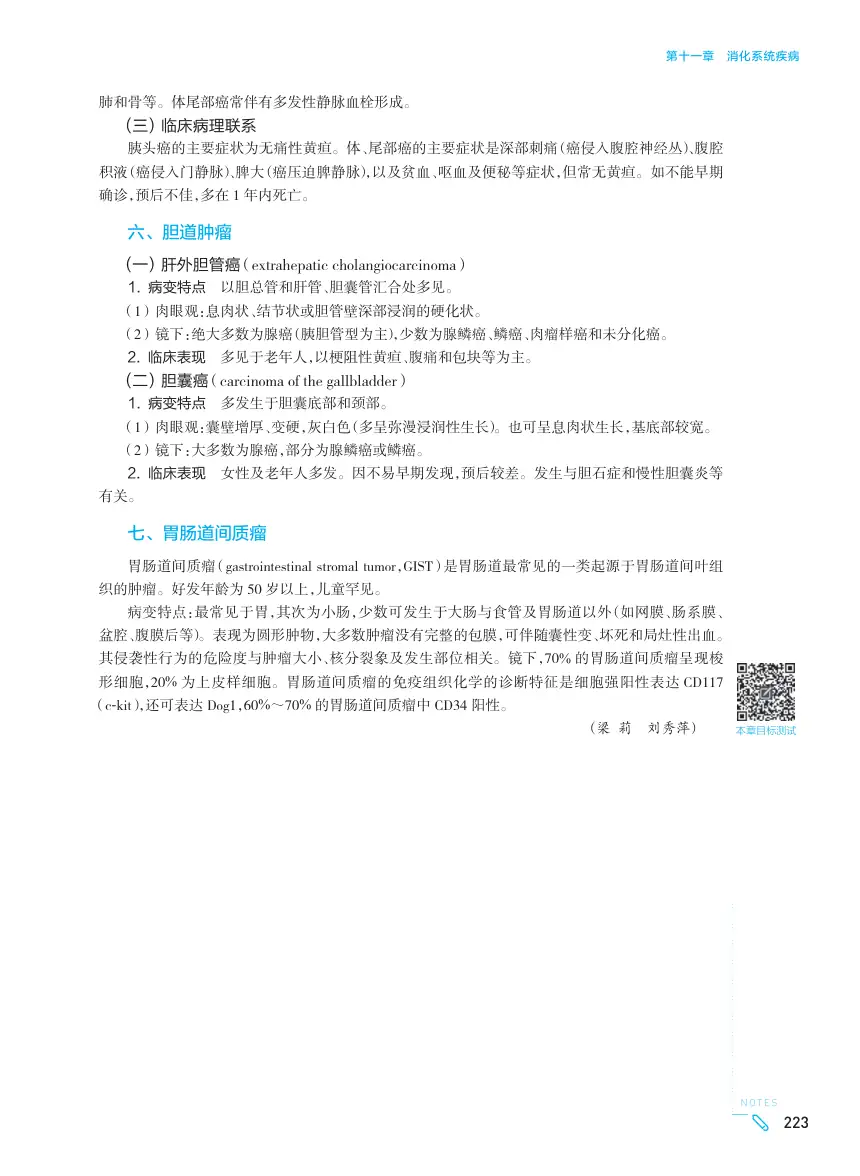 第十一章 消化系统疾病
肺和骨等。体尾部癌常伴有多发性静脉血栓形成。
（三）临床病理联系
胰头癌的主要症状为无痛性黄疸。体、尾部癌的主要症状是深部刺痛（癌侵入腹腔神经丛）、腹腔
积液（癌侵入门静脉）、脾大（癌压迫脾静脉），以及贫血、呕血及便秘等症状，但常无黄疸。如不能早期
确诊，预后不佳，多在 1 年内死亡。
六、胆道肿瘤
（一）肝外胆管癌（extrahepatic cholangiocarcinoma）
1. 病变特点 以胆总管和肝管、胆囊管汇合处多见。
（1）肉眼观：息肉状、结节状或胆管壁深部浸润的硬化状。
（2）镜下：绝大多数为腺癌（胰胆管型为主），少数为腺鳞癌、鳞癌、肉瘤样癌和未分化癌。
2. 临床表现 多见于老年人，以梗阻性黄疸、腹痛和包块等为主。
（二）胆囊癌（carcinoma of the gallbladder）
1. 病变特点 多发生于胆囊底部和颈部。
（1）肉眼观：囊壁增厚、变硬，灰白色（多呈弥漫浸润性生长）。也可呈息肉状生长，基底部较宽。
（2）镜下：大多数为腺癌，部分为腺鳞癌或鳞癌。
2. 临床表现 女性及老年人多发。因不易早期发现，预后较差。发生与胆石症和慢性胆囊炎等
有关。
七、胃肠道间质瘤
胃肠道间质瘤（gastrointestinal stromal tumor，GIST）是胃肠道最常见的一类起源于胃肠道间叶组
织的肿瘤。好发年龄为 50 岁以上，儿童罕见。
病变特点：最常见于胃，其次为小肠，少数可发生于大肠与食管及胃肠道以外（如网膜、肠系膜、
盆腔、腹膜后等）。表现为圆形肿物，大多数肿瘤没有完整的包膜，可伴随囊性变、坏死和局灶性出血。
其侵袭性行为的危险度与肿瘤大小、核分裂象及发生部位相关。镜下，70% 的胃肠道间质瘤呈现梭
形细胞，20% 为上皮样细胞。胃肠道间质瘤的免疫组织化学的诊断特征是细胞强阳性表达 CD117
（c-kit），还可表达 Dog1，60%～70% 的胃肠道间质瘤中 CD34 阳性。
（梁 莉 刘秀萍）
本章目标测试
NOTES
223